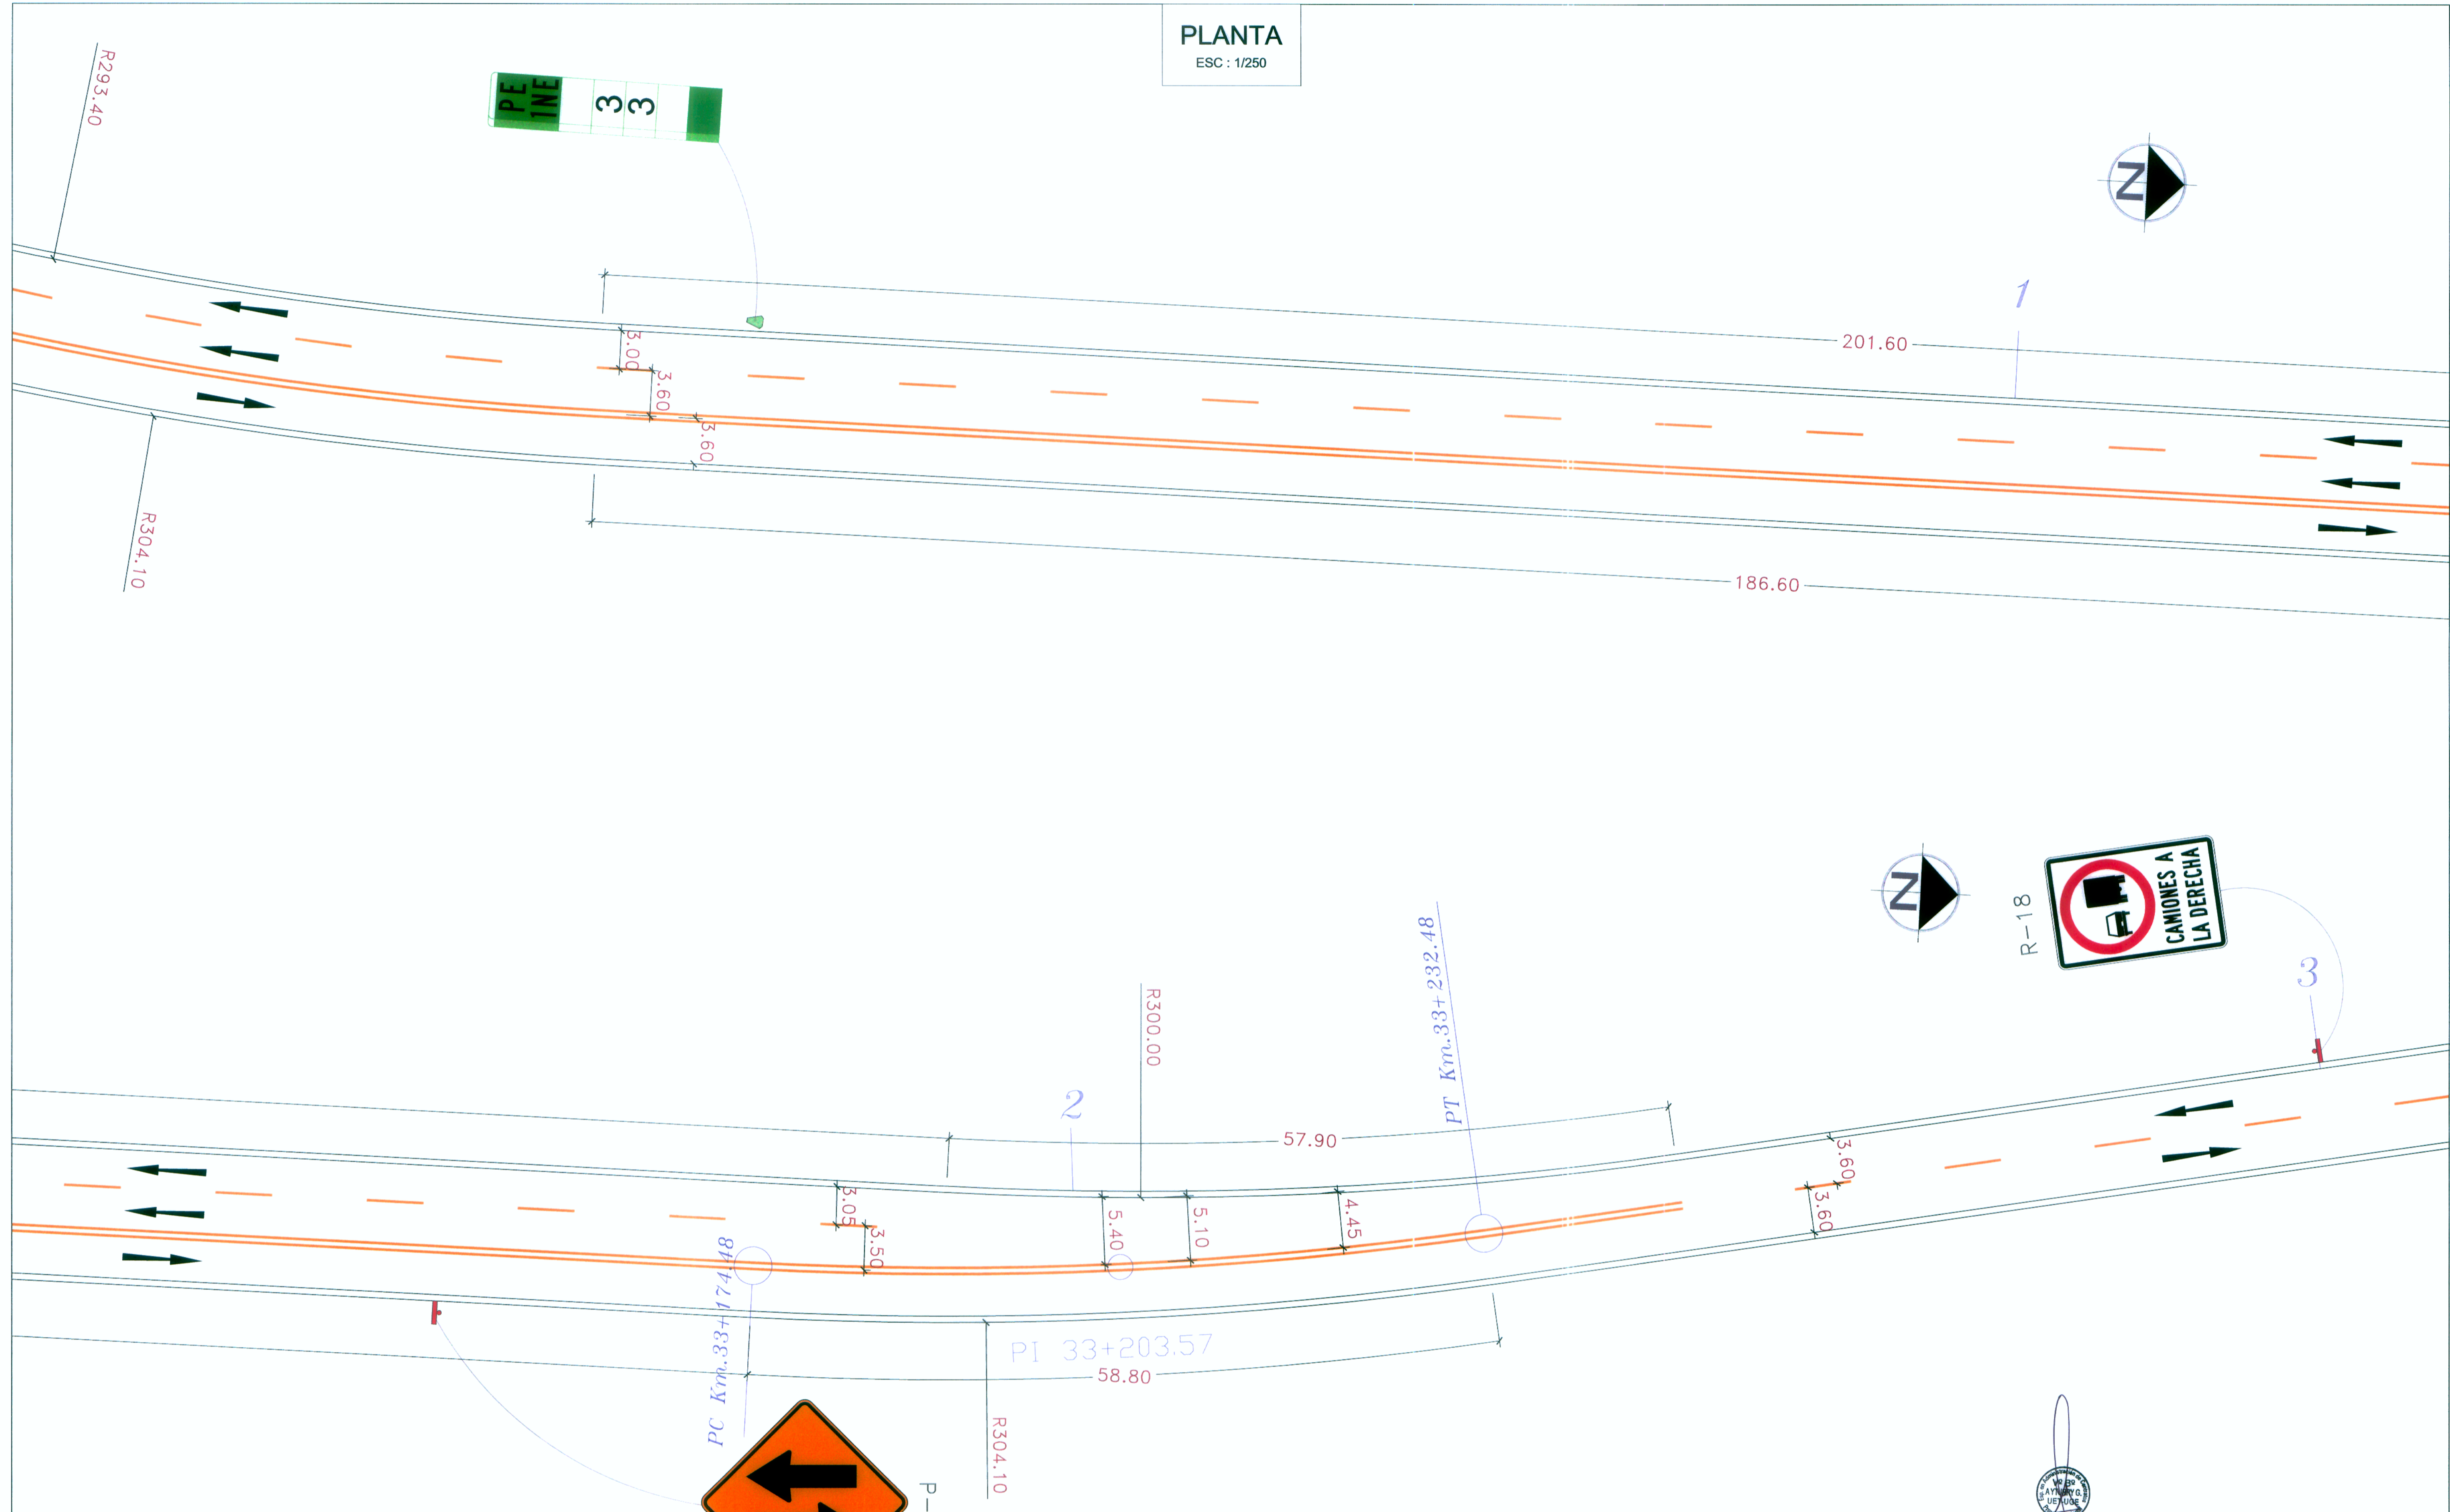 PLANTA
ESC : 1/250
R293.40
PE
1NE
3
3
N
1
201.60
3.00
3.60
3.60
R304.10
186.60
N
R-18
CAMIONES A
LA DERECHA
3
PT Km.33+232.48
R300.00
2
57.90
3.60
3.60
3.05
3.50
5.40
5.10
4.45
PC Km.33+174.48
PI 33+203.57
58.80
R304.10
P-
VºBº
UET-UGE